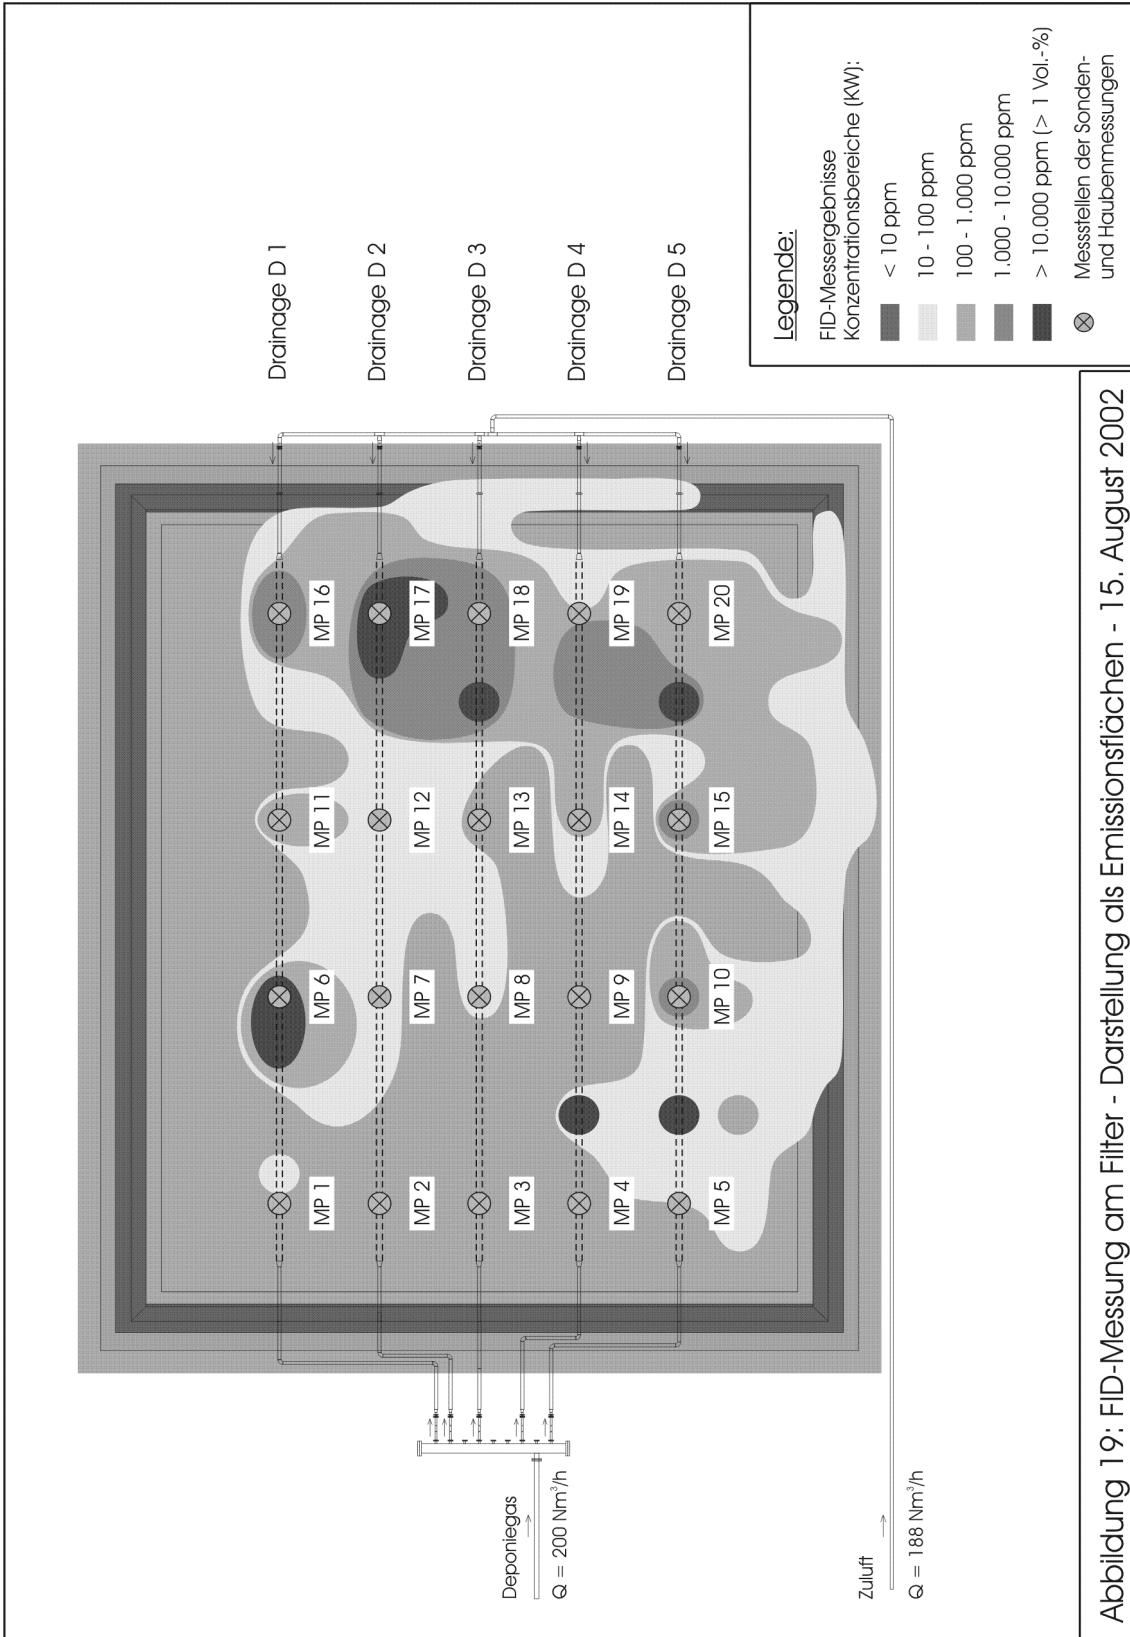 Drainage D 1
Drainage D 2
Drainage D 3
Drainage D 4
Drainage D 5
MP 1
MP 6
MP 11
MP 16
MP 2
MP 7
MP 12
MP 17
MP 3
MP 8
MP 13
MP 18
MP 4
MP 9
MP 14
MP 19
MP 5
MP 10
MP 15
MP 20
Deponiegas
Q = 200 Nm³/h
Zuluft
Q = 188 Nm³/h
Legende:
FID-Messergebnisse
Konzentrationsbereiche (KW):
< 10 ppm
10 - 100 ppm
100 - 1.000 ppm
1.000 - 10.000 ppm
> 10.000 ppm (> 1 Vol.-%)
Messstellen der Sonden-
und Haubenmessungen
Abbildung 19: FID-Messung am Filter - Darstellung als Emissionsflächen - 15. August 2002